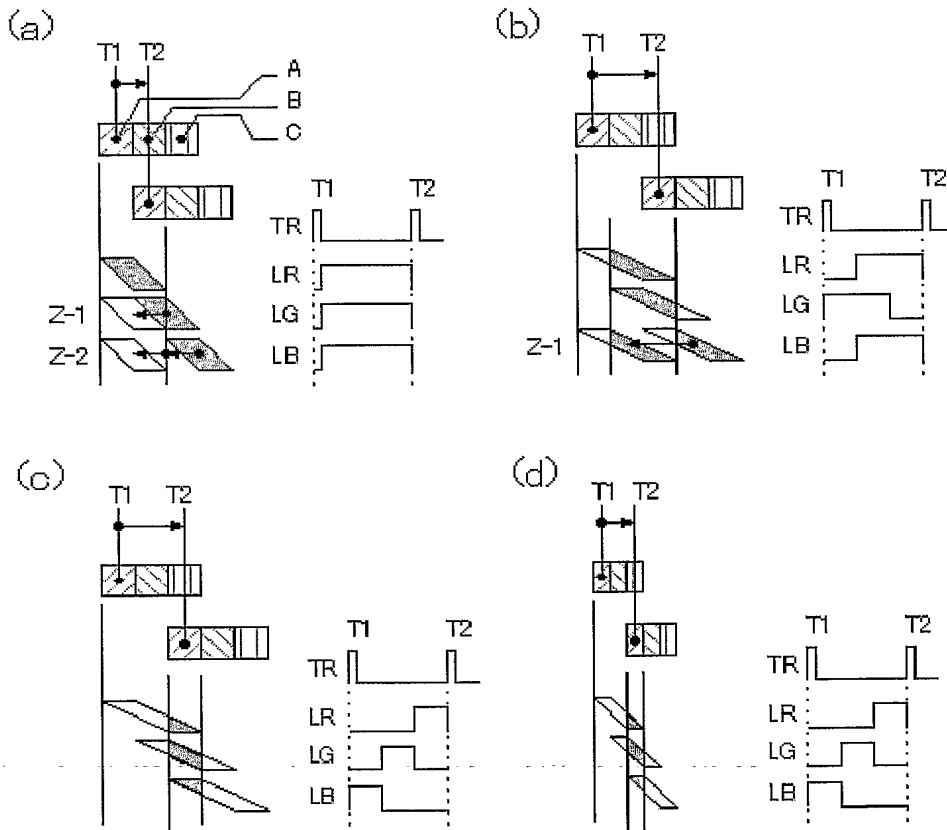 (a)
T1 T2
A
B
C
T1 T2
TR
LR
Z-1 LG
Z-2 LB
(b)
T1 T2
T1 T2
TR
LR
LG
Z-1 LB
(c)
T1 T2
T1 T2
TR
LR
LG
LB
(d)
T1 T2
T1 T2
TR
LR
LG
LB